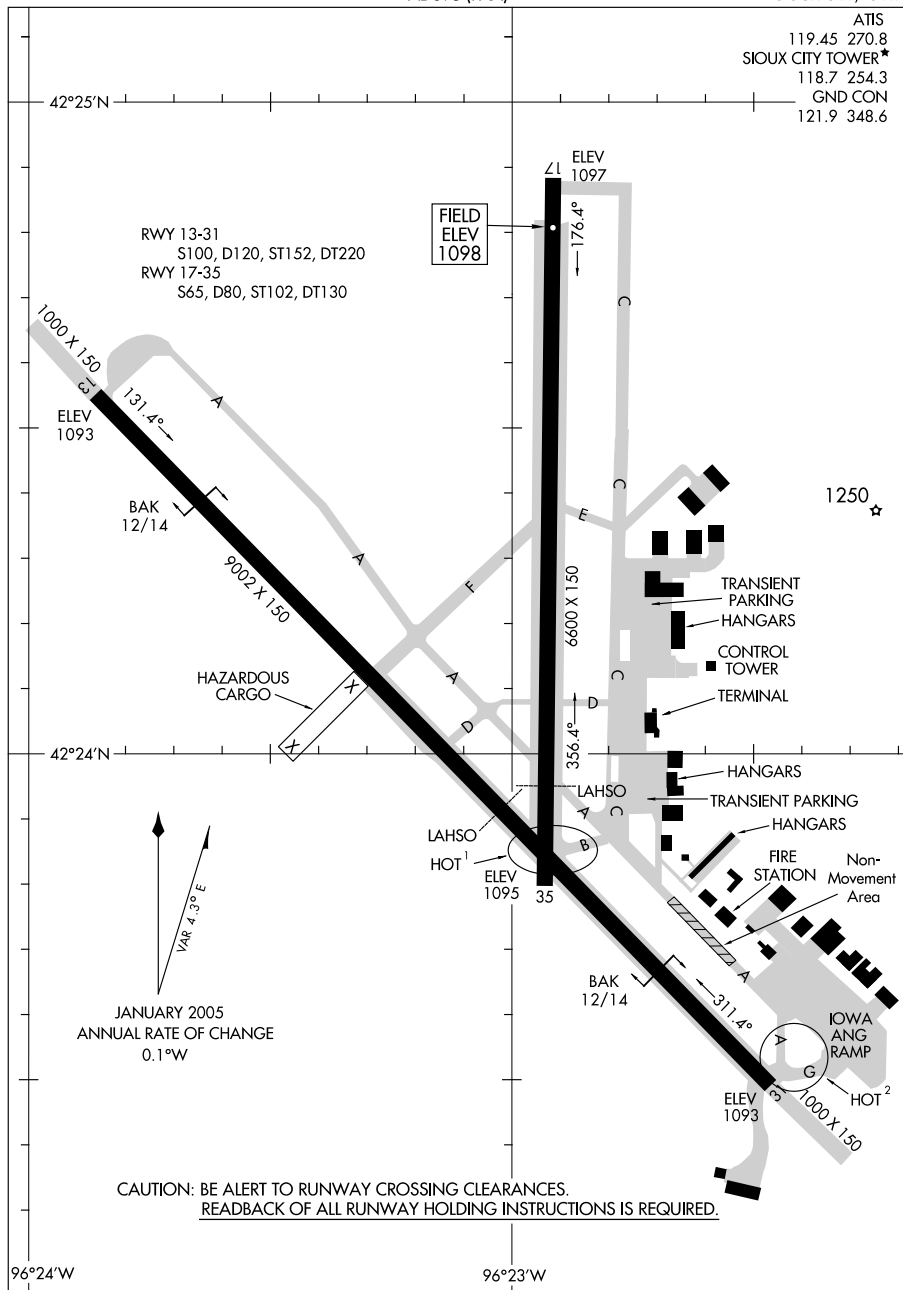 ATIS
119.45 270.8
SIOUX CITY TOWER★
118.7 254.3
GND CON
121.9 348.6
42°25'N
17
ELEV
1097
FIELD
ELEV
1098
176.4°
RWY 13-31
S100, D120, ST152, DT220
RWY 17-35
S65, D80, ST102, DT130
C
1000 X 150
13
131.4°
A
ELEV
1093
BAK
12/14
C
1250
E
A
9002 X 150
F
6600 X 150
TRANSIENT
PARKING
HANGARS
CONTROL
TOWER
HAZARDOUS
CARGO
X
X
A
C
D
D
TERMINAL
356.4°
42°24'N
HANGARS
LAHSO
TRANSIENT PARKING
A
C
LAHSO
HANGARS
HOT 1
B
FIRE
STATION
Non-
Movement
Area
ELEV
1095
35
VAR 4.3° E
A
BAK
12/14
311.4°
JANUARY 2005
ANNUAL RATE OF CHANGE
0.1°W
IOWA
ANG
RAMP
A
G
HOT 2
ELEV
1093
31
1000 X 150
CAUTION: BE ALERT TO RUNWAY CROSSING CLEARANCES.
READBACK OF ALL RUNWAY HOLDING INSTRUCTIONS IS REQUIRED.
96°24'W
96°23'W